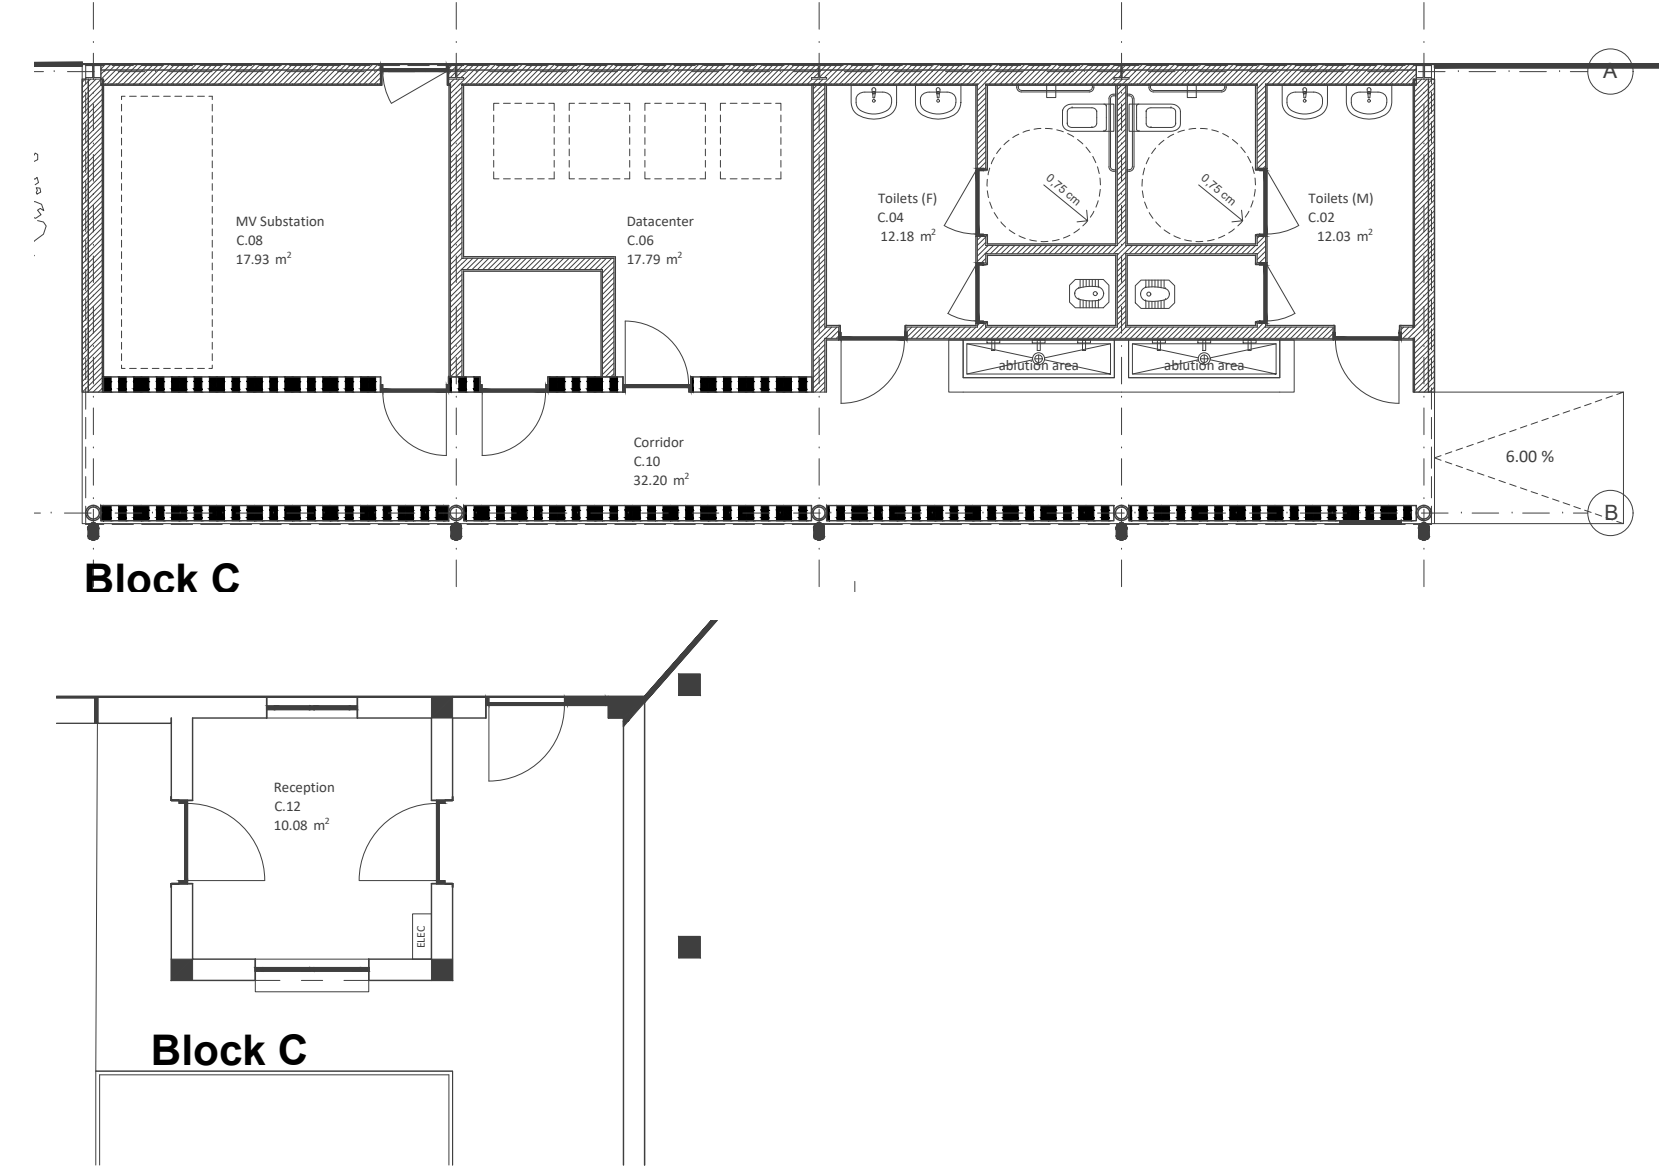 A
MV Substation
C.08
17.93 m²
Datacenter
C.06
17.79 m²
Toilets (F)
C.04
12.18 m²
0,75 cm
0,75 cm
Toilets (M)
C.02
12.03 m²
ablution area
ablution area
Corridor
C.10
32.20 m²
6.00 %
B
Block C
Reception
C.12
10.08 m²
ELEC
Block C